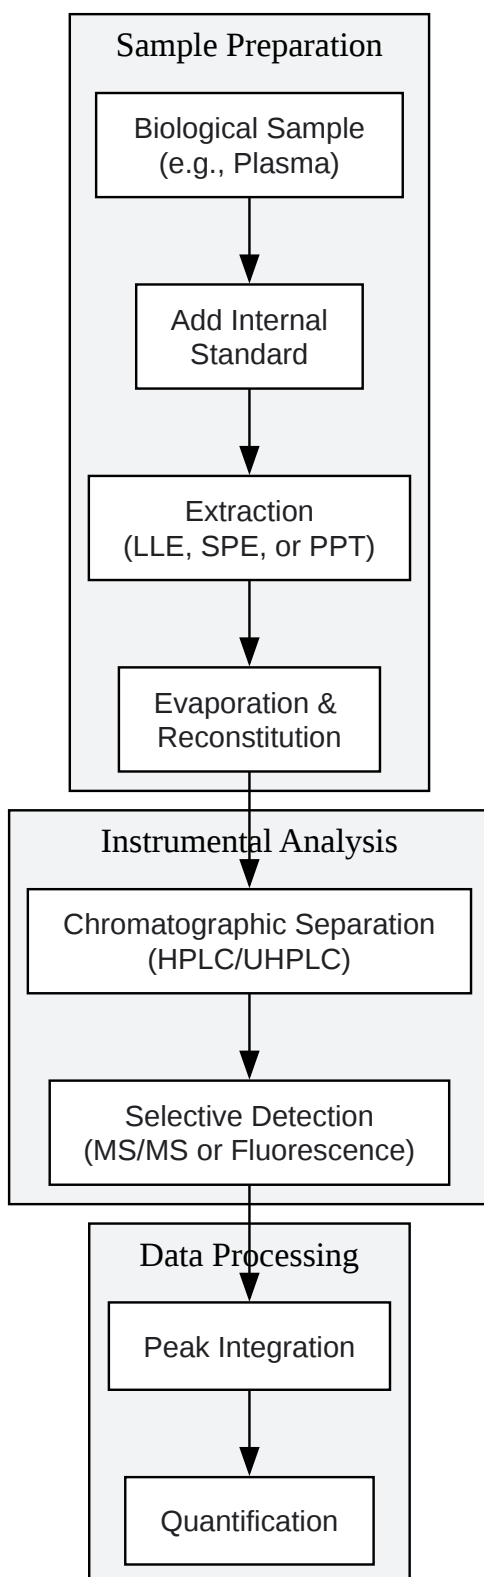 Sample Preparation
Biological Sample
(e.g., Plasma)
Add Internal
Standard
Extraction
(LLE, SPE, or PPT)
Evaporation &
Reconstitution
Instrumental Analysis
Chromatographic Separation
(HPLC/UHPLC)
Selective Detection
(MS/MS or Fluorescence)
Data Processing
Peak Integration
Quantification